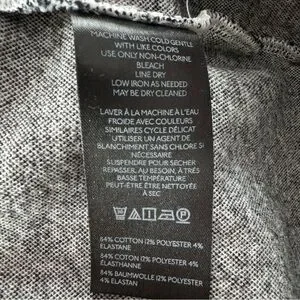 MACHINE WASH COLD GENTLE
WITH LIKE COLORS
USE ONLY NON-CHLORINE
BLEACH
LINE DRY
LOW IRON AS NEEDED
MAY BE DRY CLEANED
LAVER À LA MACHINE À L'EAU
FROIDE AVEC COULEURS
SIMILAIRES CYCLE DÉLICAT
UTILISER UN AGENT DE
BLANCHIMENT SANS CHLORE SI
NÉCESSAIRE
SUSPENDRE POUR SÉCHER
REPASSER, AU BESOIN, À TRÈS
BASSE TEMPÉRATURE
PEUT-ÊTRE ÊTRE NETTOYÉE
À SEC
84% COTTON 12% POLYESTER 4%
ELASTANE
84% COTON 12% POLYESTER 4%
ÉLASTHANNE
84% BAUMWOLLE 12% POLYESTER 4%
ELASTAN